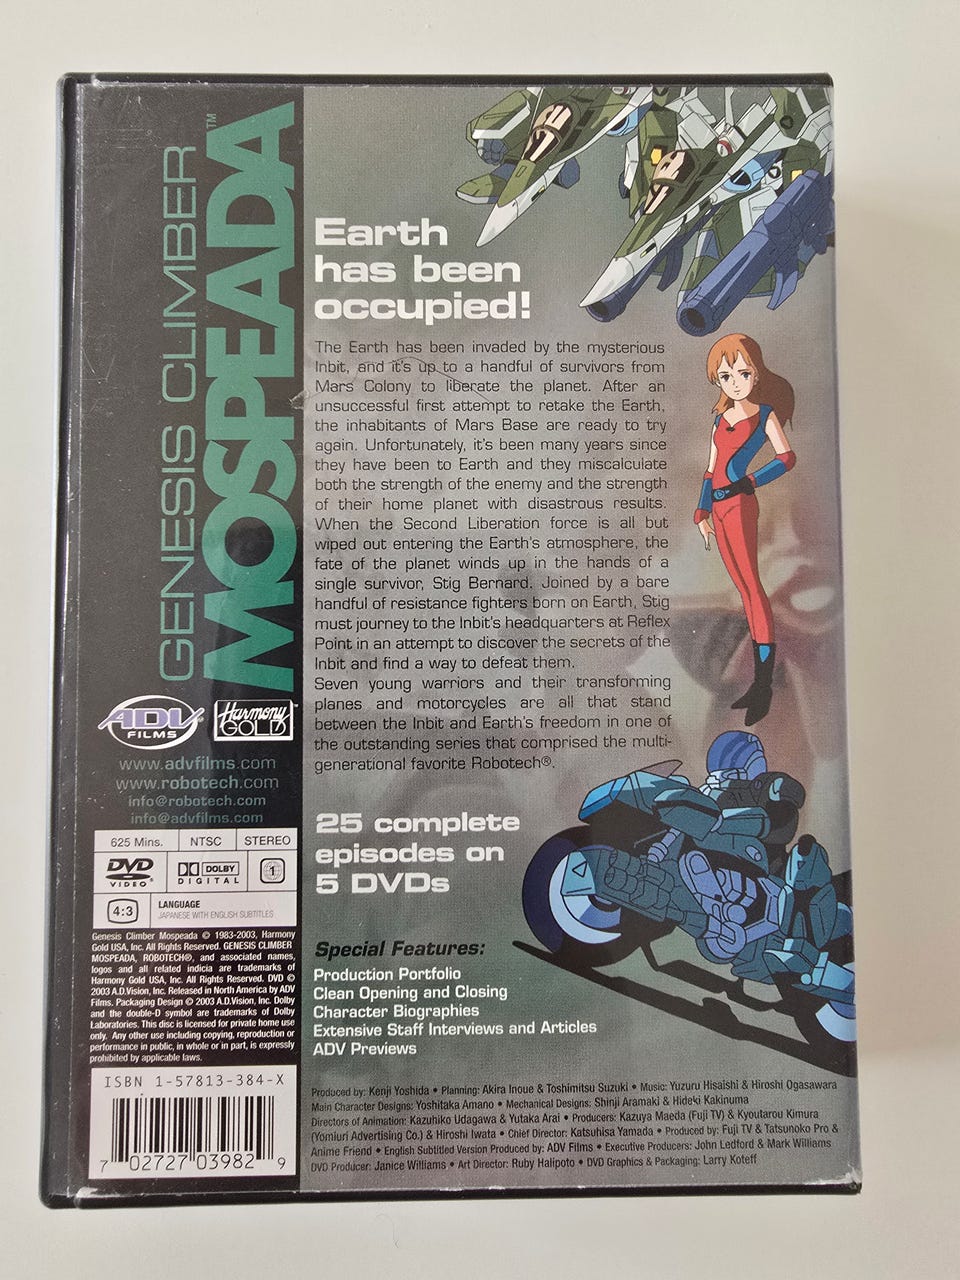 GENESIS CLIMBER
MOSPEADA™
Earth
has been
occupied!
The Earth has been invaded by the mysterious
Inbit, and it's up to a handful of survivors from
Mars Colony to liberate the planet. After an
unsuccessful first attempt to retake the Earth,
the inhabitants of Mars Base are ready to try
again. Unfortunately, it's been many years since
they have been to Earth and they miscalculate
both the strength of the enemy and the strength
of their home planet with disastrous results.
When the Second Liberation force is all but
wiped out entering the Earth's atmosphere, the
fate of the planet winds up in the hands of a
single survivor, Stig Bernard. Joined by a bare
handful of resistance fighters born on Earth, Stig
must journey to the Inbit's headquarters at Reflex
Point in an attempt to discover the secrets of the
Inbit and find a way to defeat them.
Seven young warriors and their transforming
planes and motorcycles are all that stand
between the Inbit and Earth's freedom in one of
the outstanding series that comprised the multi-
generational favorite Robotech®.
25 complete
episodes on
5 DVDs
Special Features:
Production Portfolio
Clean Opening and Closing
Character Biographies
Extensive Staff Interviews and Articles
ADV Previews
ADV
FILMS
Harmony
GOLD
www.advfilms.com
www.robotech.com
info@robotech.com
info@advfilms.com
625 Mins. NTSC STEREO
DVD
VIDEO
DOLBY
DIGITAL
1
4:3
LANGUAGE
JAPANESE WITH ENGLISH SUBTITLES
Genesis Climber Mospeada © 1983-2003, Harmony
Gold USA, Inc. All Rights Reserved. GENESIS CLIMBER
MOSPEADA, ROBOTECH®, and associated names,
logos and all related indicia are trademarks of
Harmony Gold USA, Inc. All Rights Reserved. DVD ©
2003 A.D.Vision, Inc. Released in North America by ADV
Films. Packaging Design © 2003 A.D.Vision, Inc. Dolby
and the double-D symbol are trademarks of Dolby
Laboratories. This disc is licensed for private home use
only. Any other use including copying, reproduction or
performance in public, in whole or in part, is expressly
prohibited by applicable laws.
ISBN 1-57813-384-X
7 02727 03982 9
Produced by: Kenji Yoshida • Planning: Akira Inoue & Toshimitsu Suzuki • Music: Yuzuru Hisaishi & Hiroshi Ogasawara
Main Character Designs: Yoshitaka Amano • Mechanical Designs: Shinji Aramaki & Hideki Kakinuma
Directors of Animation: Kazuhiko Udagawa & Yutaka Arai • Producers: Kazuya Maeda (Fuji TV) & Kyoutarou Kimura
(Yomiuri Advertising Co.) & Hiroshi Iwata • Chief Director: Katsuhisa Yamada • Produced by: Fuji TV & Tatsunoko Pro &
Anime Friend • English Subtitled Version Produced by: ADV Films • Executive Producers: John Ledford & Mark Williams
DVD Producer: Janice Williams • Art Director: Ruby Halipoto • DVD Graphics & Packaging: Larry Koteff